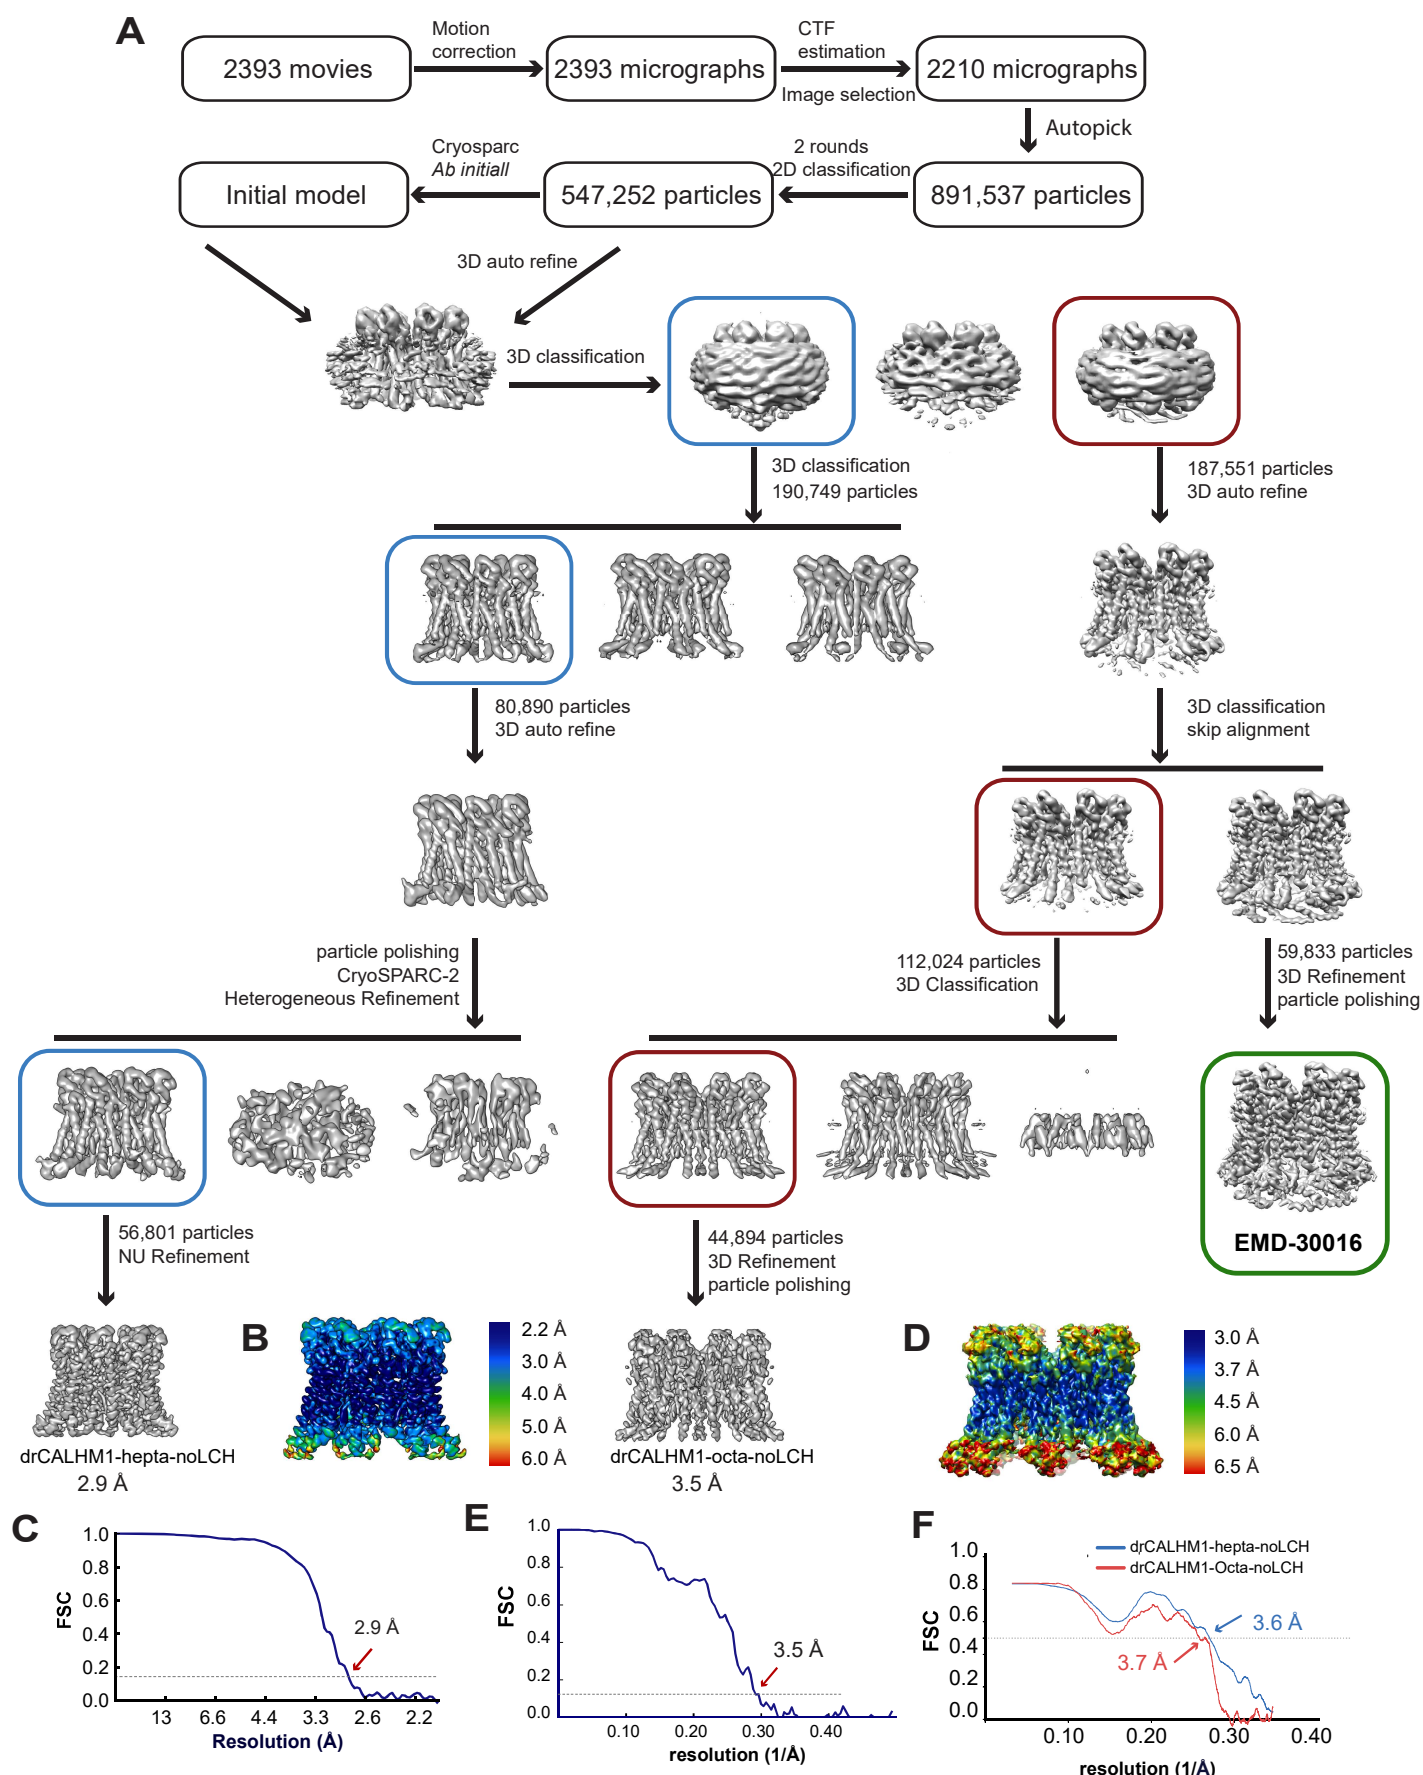 A
2393 movies
Motion
correction
2393 micrographs
CTF
estimation
Image selection
2210 micrographs
Autopick
Initial model
Cryosparc
Ab initiall
547,252 particles
2 rounds
2D classification
891,537 particles
3D auto refine
3D classification
3D classification
190,749 particles
187,551 particles
3D auto refine
80,890 particles
3D auto refine
3D classification
skip alignment
particle polishing
CryoSPARC-2
Heterogeneous Refinement
112,024 particles
3D Classification
59,833 particles
3D Refinement
particle polishing
56,801 particles
NU Refinement
44,894 particles
3D Refinement
particle polishing
EMD-30016
drCALHM1-hepta-noLCH
2.9 Å
B
2.2 Å
3.0 Å
4.0 Å
5.0 Å
6.0 Å
drCALHM1-octa-noLCH
3.5 Å
D
3.0 Å
3.7 Å
4.5 Å
6.0 Å
6.5 Å
C
FSC
1.0
0.8
0.6
0.4
0.2
0.0
2.9 Å
13 6.6 4.4 3.3 2.6 2.2
Resolution (Å)
E
FSC
1.0
0.8
0.6
0.4
0.2
0.0
3.5 Å
0.10 0.20 0.30 0.40
resolution (1/Å)
F
FSC
1.0
0.8
0.6
0.4
0.2
0.0
drCALHM1-hepta-noLCH
drCALHM1-Octa-noLCH
3.6 Å
3.7 Å
0.10 0.20 0.30 0.40
resolution (1/Å)